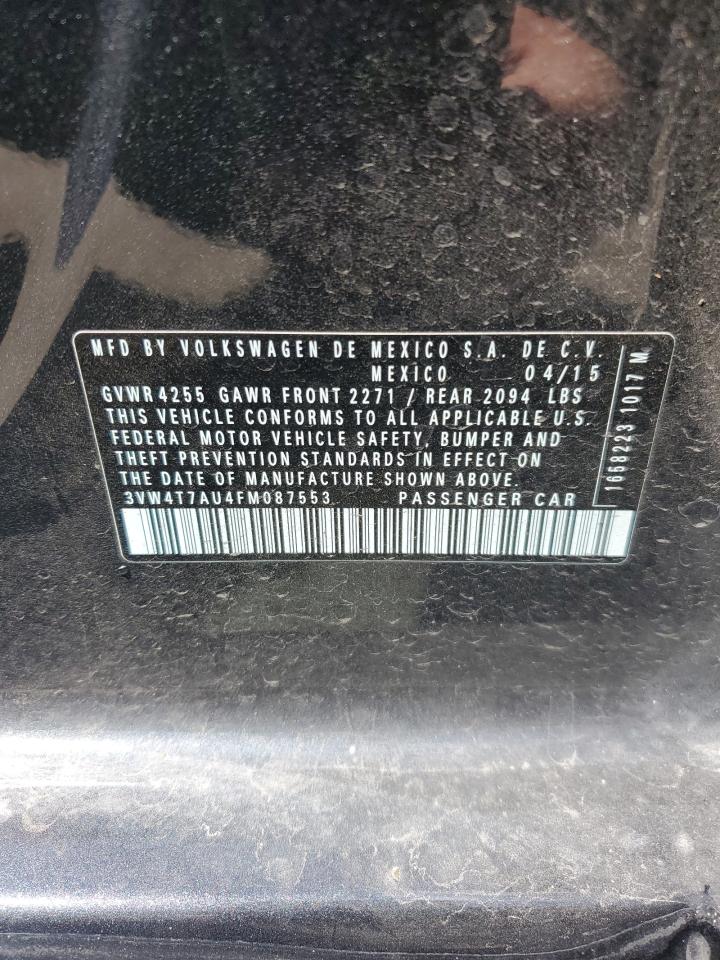 MFD BY VOLKSWAGEN DE MEXICO S.A. DE C.V.
MEXICO 04/15
GVWR 4255 GAWR FRONT 2271 / REAR 2094 LBS
THIS VEHICLE CONFORMS TO ALL APPLICABLE U.S.
FEDERAL MOTOR VEHICLE SAFETY, BUMPER AND
THEFT PREVENTION STANDARDS IN EFFECT ON
THE DATE OF MANUFACTURE SHOWN ABOVE.
3VW4T7AU4FM087553 PASSENGER CAR
1658223 1017 M